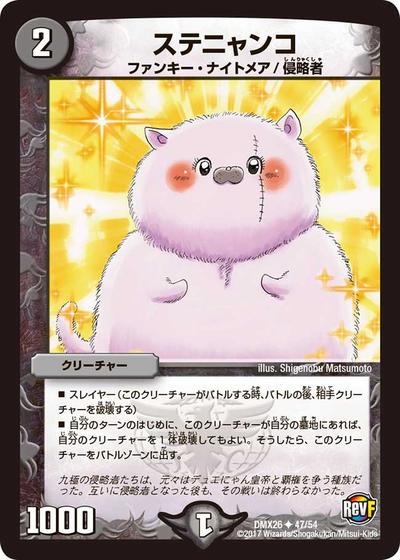 2
ステニャンコ
ファンキー・ナイトメア/侵略者
クリーチャー
illus. Shigenobu Matsumoto
■ スレイヤー(このクリーチャーがバトルする時、バトルの後、相手クリー
チャーを破壊する)
■ 自分のターンのはじめに、このクリーチャーが自分の墓地にあれば、
自分のクリーチャーを1体破壊してもよい。そうしたら、このクリー
チャーをバトルゾーンに出す。
九極の侵略者たちは、元々はデュエにゃん皇帝と覇権を争う種族だ
った。互いに侵略者となった後も、その戦いは終わらなかった。
1000
DMX26 ◆ 47/54
©2017 Wizards/Shogakukan/Mitsui-Kids
RevF